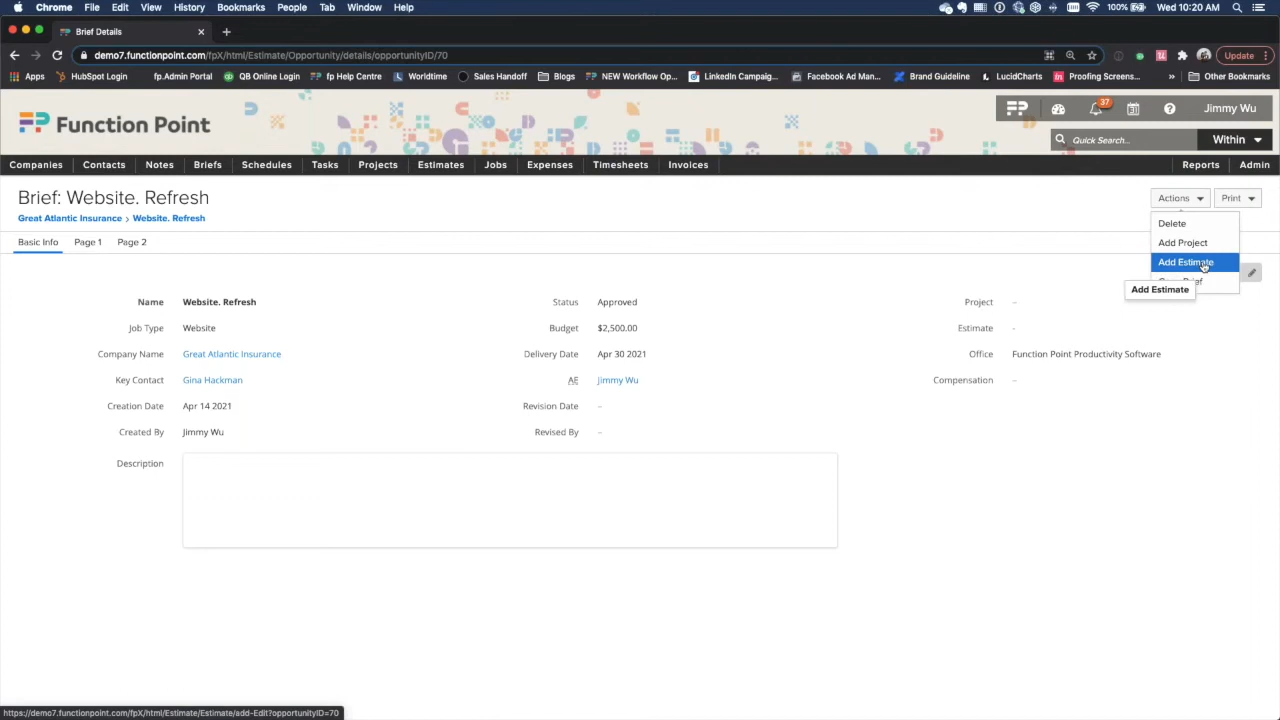 Chrome File Edit View History Bookmarks People Tab Window Help 100% Wed 10:20 AM
Brief Details
demo7.functionpoint.com/fpX/html/Estimate/Opportunity/details/opportunityID/70 Update
Apps HubSpot Login fp.Admin Portal QB Online Login fp Help Centre Worldtime Sales Handoff Blogs NEW Workflow Op... LinkedIn Campaig... Facebook Ad Man... Brand Guideline LucidCharts Proofing Screens... » Other Bookmarks
Function Point 37 Jimmy Wu
Quick Search... Within
Companies Contacts Notes Briefs Schedules Tasks Projects Estimates Jobs Expenses Timesheets Invoices Reports Admin
Brief: Website. Refresh Actions Print
Great Atlantic Insurance › Website. Refresh
Delete
Basic Info Page 1 Page 2 Add Project
Add Estimate
Add Estimate
Name Website. Refresh Status Approved Project –
Job Type Website Budget $2,500.00 Estimate -
Company Name Great Atlantic Insurance Delivery Date Apr 30 2021 Office Function Point Productivity Software
Key Contact Gina Hackman AE Jimmy Wu Compensation –
Creation Date Apr 14 2021 Revision Date –
Created By Jimmy Wu Revised By –
Description
https://demo7.functionpoint.com/fpX/html/Estimate/Estimate/add-Edit?opportunityID=70